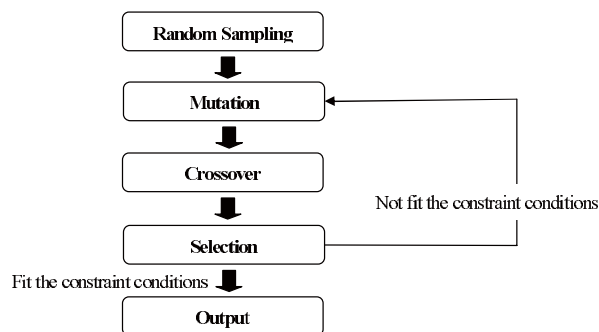 Random Sampling
Mutation
Crossover
Not fit the constraint conditions
Selection
Fit the constraint conditions
Output